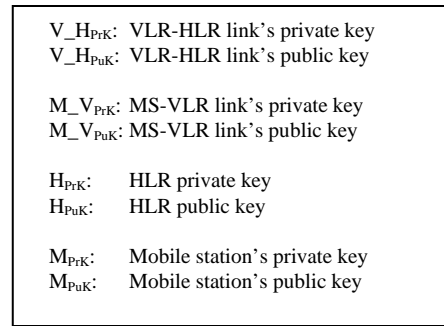 V_H_PrK: VLR-HLR link's private key
V_H_PuK: VLR-HLR link's public key
M_V_PrK: MS-VLR link's private key
M_V_PuK: MS-VLR link's public key
H_PrK: HLR private key
H_PuK: HLR public key
M_PrK: Mobile station's private key
M_PuK: Mobile station's public key